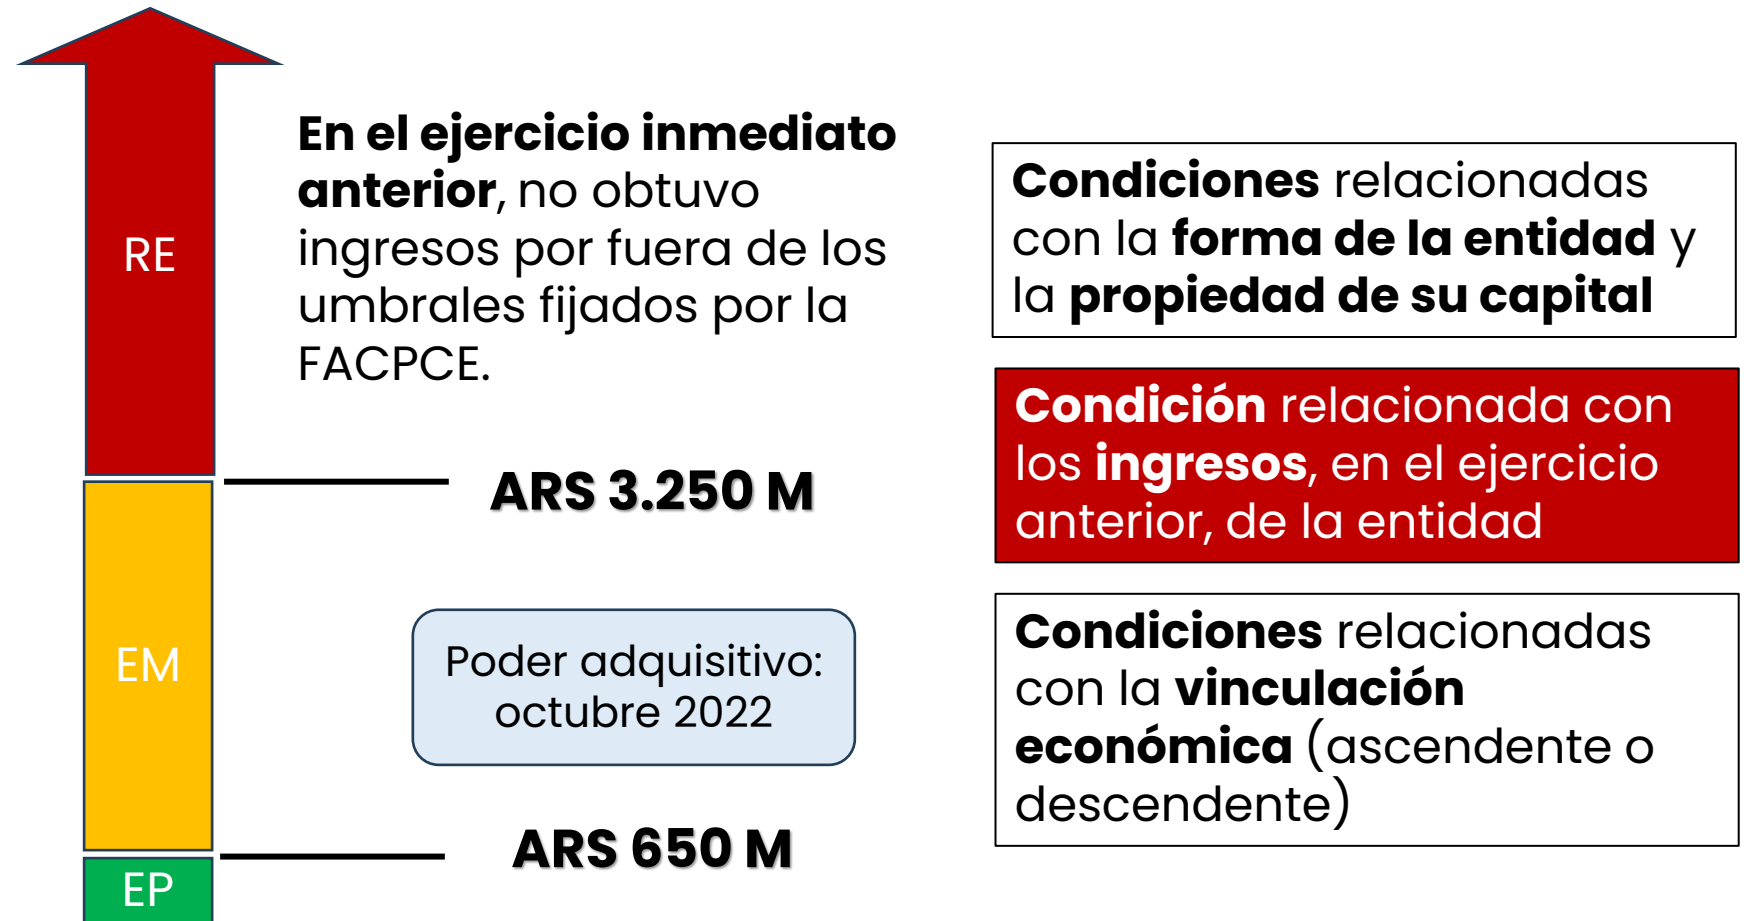 RE
En el ejercicio inmediato
anterior, no obtuvo
ingresos por fuera de los
umbrales fijados por la
FACPCE.
ARS 3.250 M
EM
Poder adquisitivo:
octubre 2022
ARS 650 M
EP
Condiciones relacionadas
con la forma de la entidad y
la propiedad de su capital
Condición relacionada con
los ingresos, en el ejercicio
anterior, de la entidad
Condiciones relacionadas
con la vinculación
económica (ascendente o
descendente)